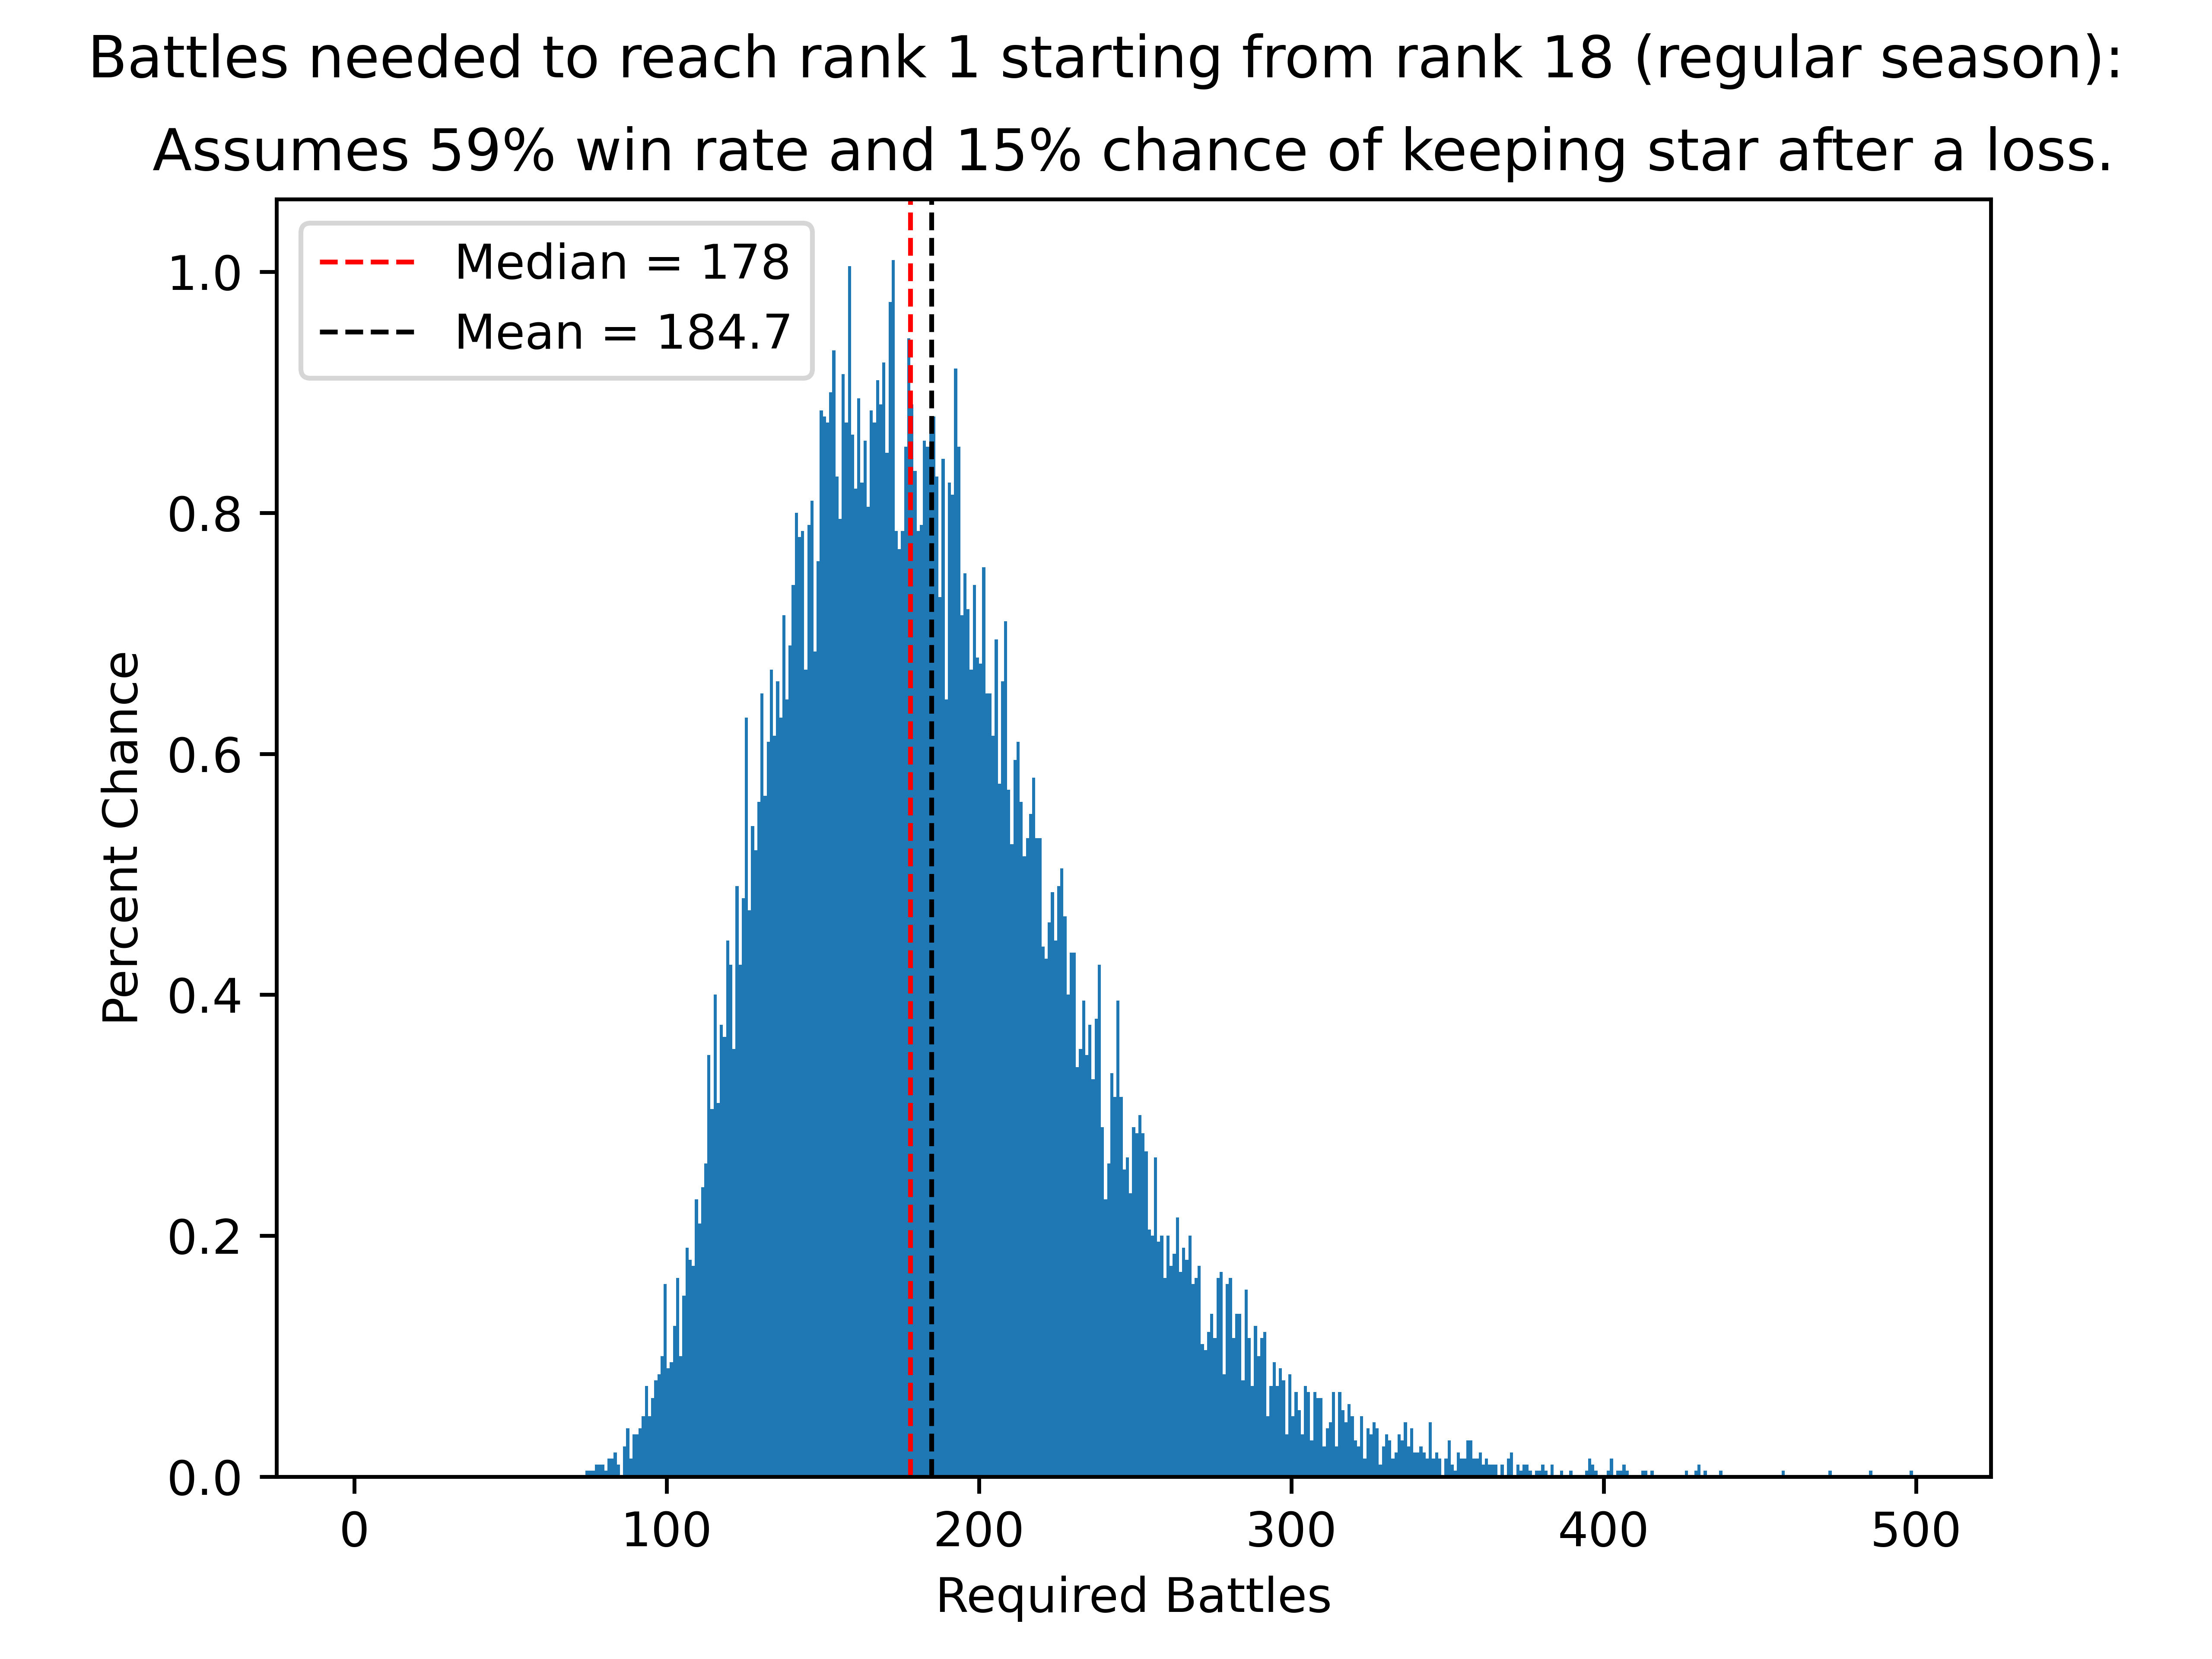 Battles needed to reach rank 1 starting from rank 18 (regular season):
Assumes 59% win rate and 15% chance of keeping star after a loss.
Median = 178
Mean = 184.7
1.0
0.8
0.6
0.4
0.2
0.0
Percent Chance
0 100 200 300 400 500
Required Battles